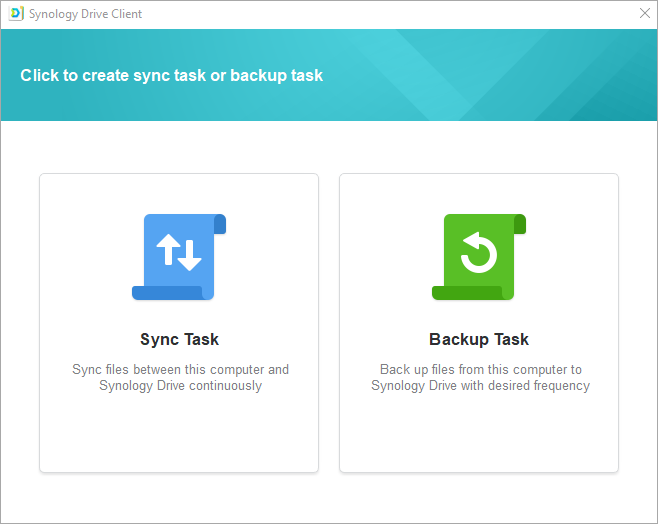 Synology Drive Client
Click to create sync task or backup task
Sync Task
Sync files between this computer and
Synology Drive continuously
Backup Task
Back up files from this computer to
Synology Drive with desired frequency